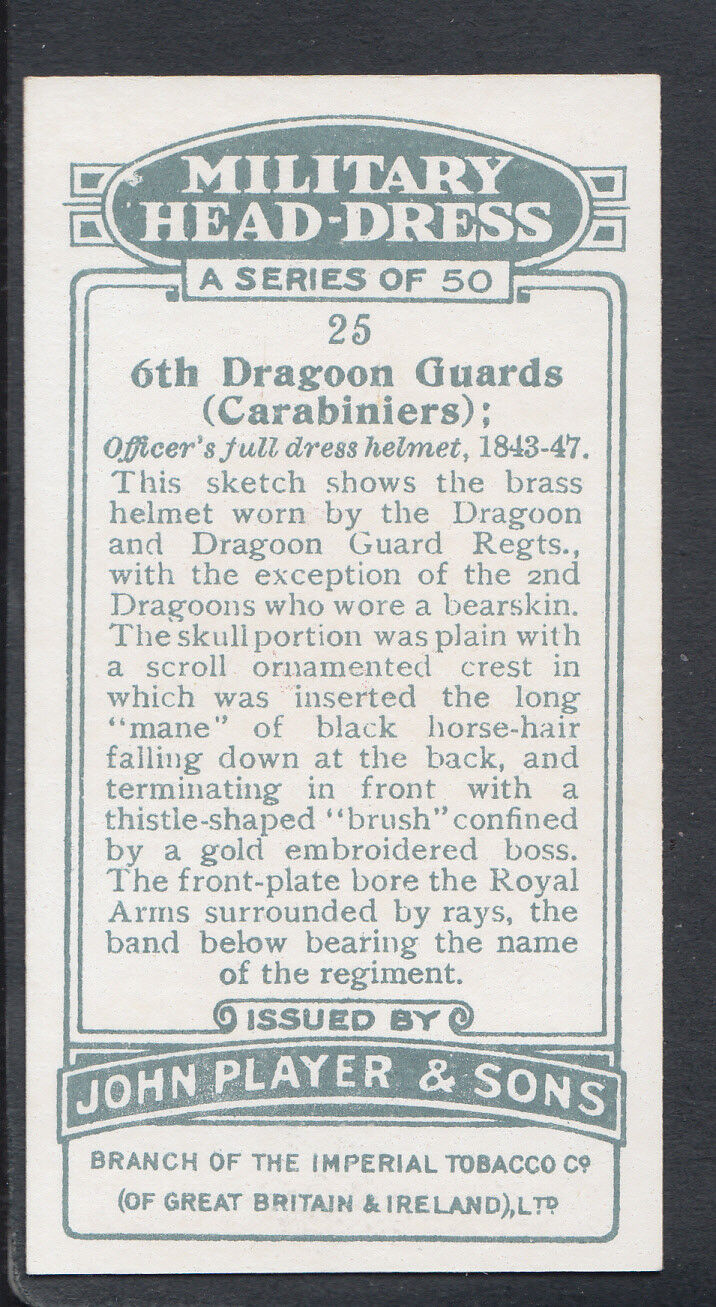 MILITARY
HEAD-DRESS
A SERIES OF 50
25
6th Dragoon Guards
(Carabiniers);
Officer's full dress helmet, 1843-47.
This sketch shows the brass
helmet worn by the Dragoon
and Dragoon Guard Regts.,
with the exception of the 2nd
Dragoons who wore a bearskin.
The skull portion was plain with
a scroll ornamented crest in
which was inserted the long
"mane" of black horse-hair
falling down at the back, and
terminating in front with a
thistle-shaped "brush" confined
by a gold embroidered boss.
The front-plate bore the Royal
Arms surrounded by rays, the
band below bearing the name
of the regiment.
ISSUED BY
JOHN PLAYER & SONS
BRANCH OF THE IMPERIAL TOBACCO Co
(OF GREAT BRITAIN & IRELAND), LTD